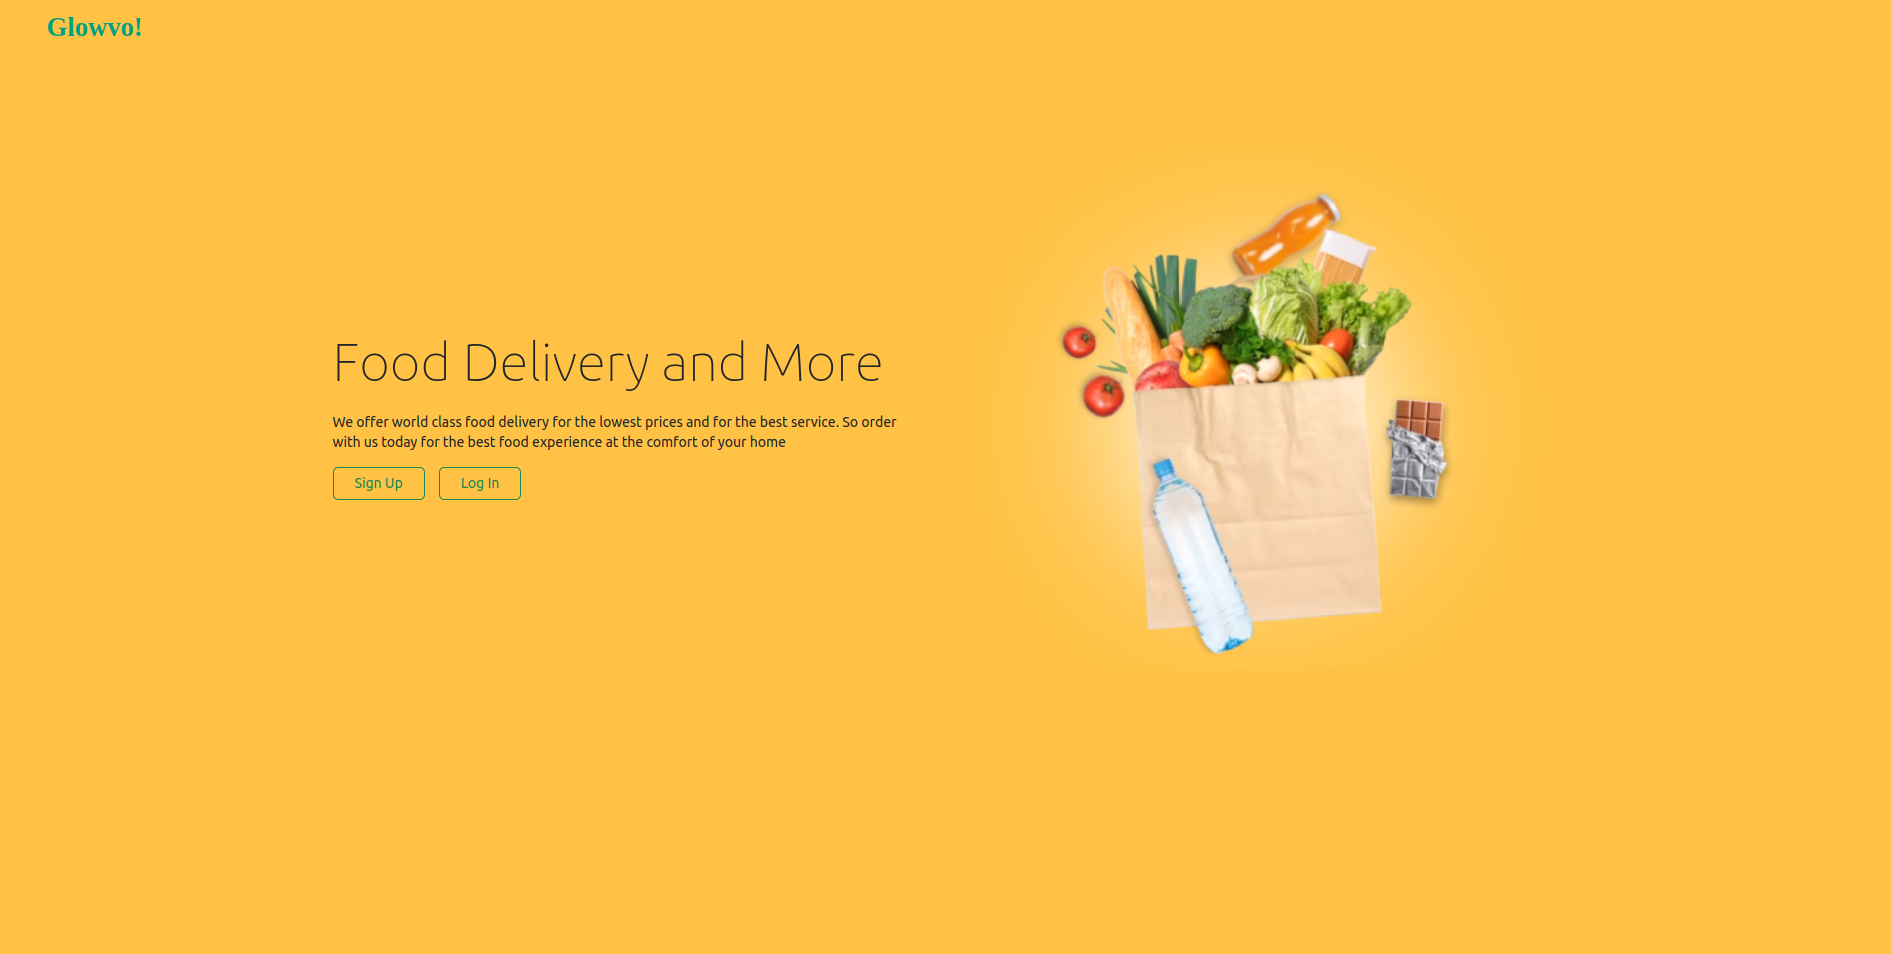 Glowvo!
Food Delivery and More
We offer world class food delivery for the lowest prices and for the best service. So order
with us today for the best food experience at the comfort of your home
Sign Up
Log In